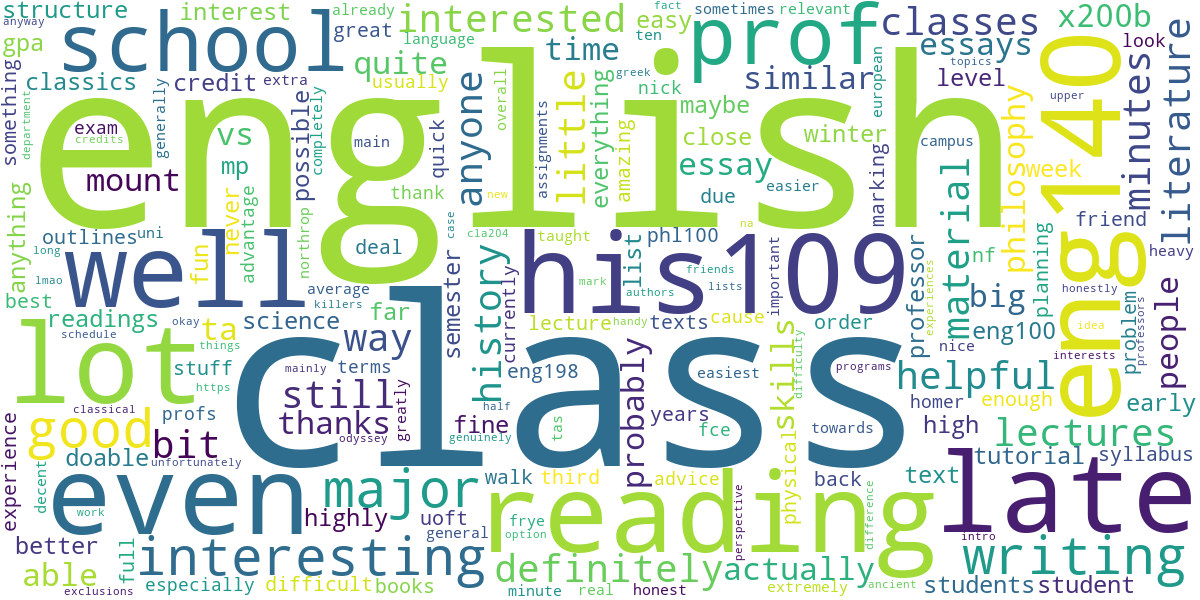 structure
interest
already
great
language
interested
easy
sometimes
relevant
fact
ten
anyway
prof
classes
x200b
essays
look
school
gpa
classics
credit
extra
quite
usually
time
similar
level
nick
maybe
close
winter
european
topics
upper
campus
literature
minutes
eng140
something
department
generally
exam
credits
vs
mp
mount
possible
completely
main
quick
anyone
overall
little
assignments
everything
amazing
essay
due
easier
marking
philosophy
week
greek
english
anything
never
fun
advantage
northrop
thank
deal
new
case
cla204
taught
na
phl100
material
nf
planning
friend
heavy
outlines
uni
long
lmao
best
well
average
killers
semester
history
currently
his109
list
friends
mark
authors
lists
important
professor
experiences
big
eng100
nice
problem
professors
people
honestly
idea
readings
okay
schedule
ta
science
far
way
lecture
handy
texts
cause
order
interests
intro
lot
things
stuff
https
terms
mainly
eng198
half
probably
easiest
skills
difficulty
programs
helpful
homer
enough
early
classical
profs
still
thanks
greatly
odyssey
class
fine
genuinely
tas
years
fce
towards
high
lectures
good
bit
doable
unfortunately
experience
decent
work
even
major
walk
third
advice
physical
back
text
tutorial
syllabus
late
highly
uoft
general
frye
option
reading
perspective
difference
ancient
better
full
interesting
definitely
actually
writing
able
exclusions
especially
difficult
books
minute
real
honest
extremely
students
student